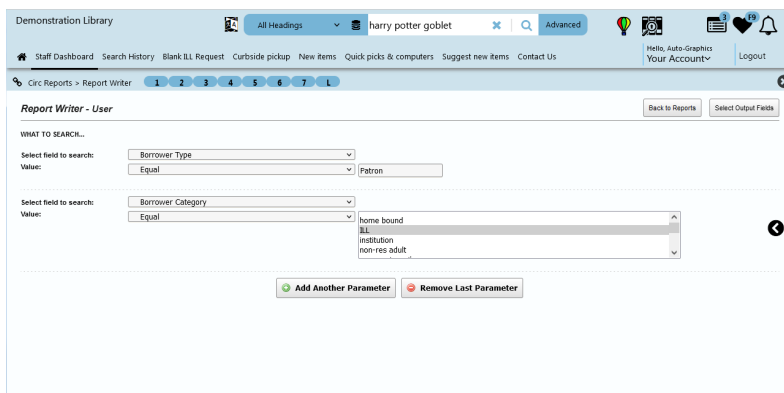 Demonstration Library
All Headings
harry potter goblet
Advanced
3
F9
Staff Dashboard Search History Blank ILL Request Curbside pickup New items Quick picks & computers Suggest new items Contact Us
Hello, Auto-Graphics
Your Account
Logout
Circ Reports > Report Writer 1 2 3 4 5 6 7 L
Report Writer - User
Back to Reports Select Output Fields
WHAT TO SEARCH...
Select field to search: Borrower Type
Value: Equal Patron
Select field to search: Borrower Category
Value: Equal
home bound
ILL
institution
non-res adult
Add Another Parameter Remove Last Parameter